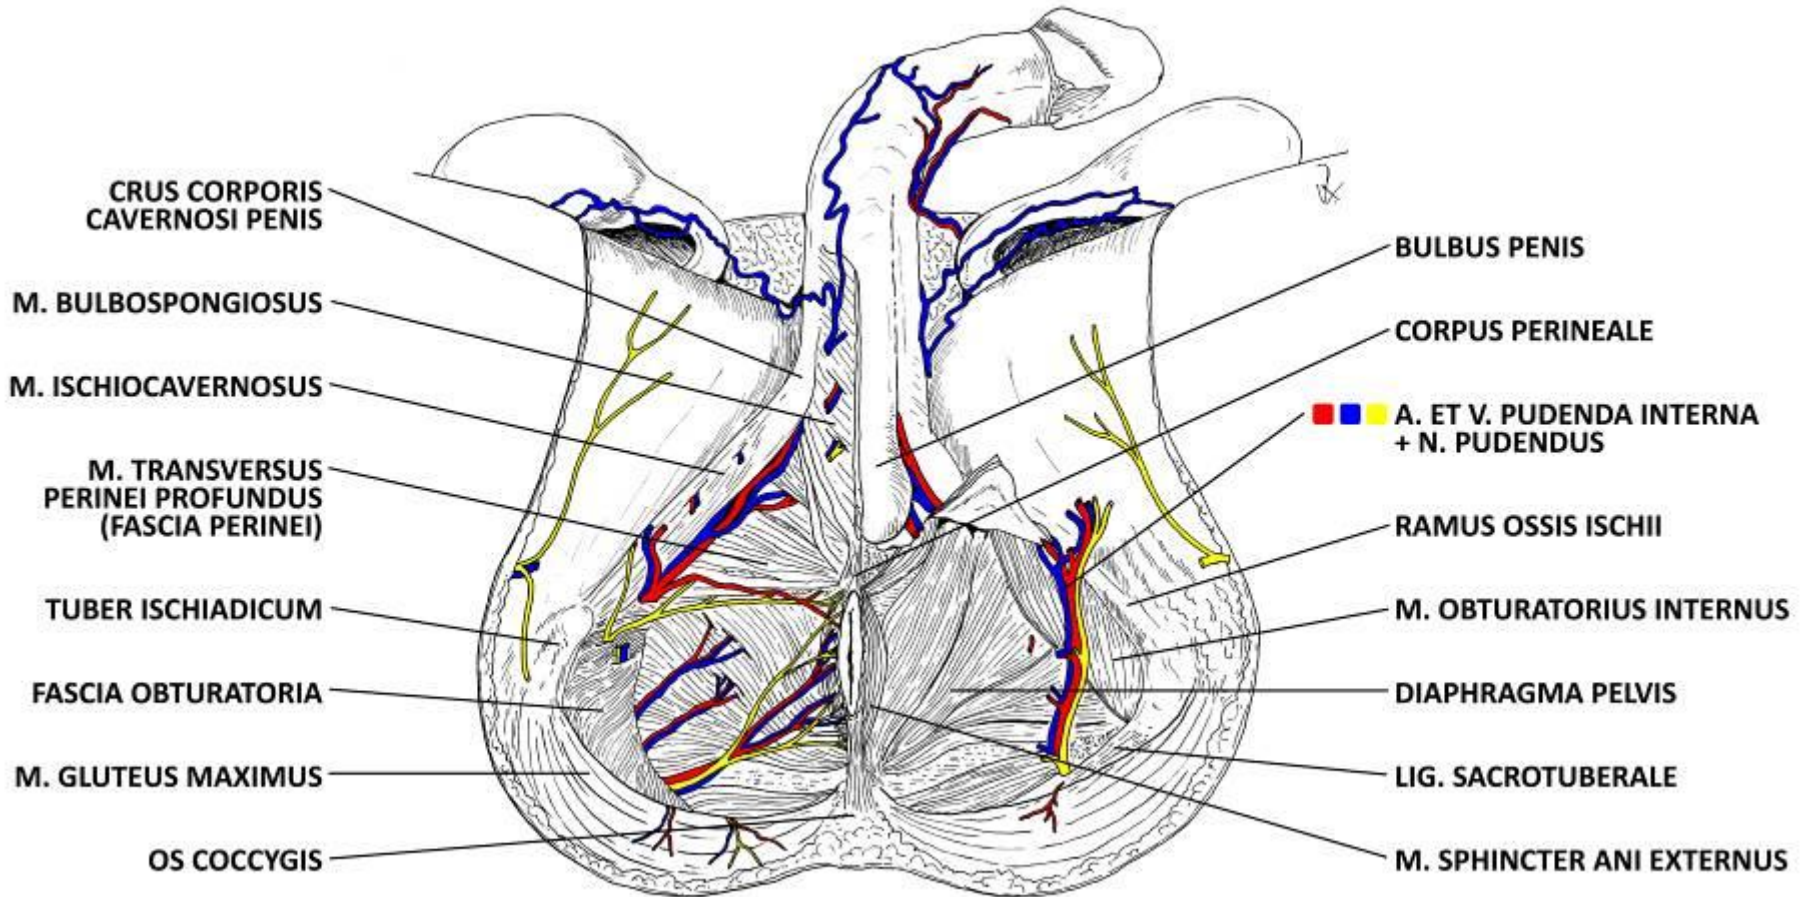 CRUS CORPORIS
CAVERNOSI PENIS
M. BULBOSPONGIOSUS
M. ISCHIOCAVERNOSUS
M. TRANSVERSUS
PERINEI PROFUNDUS
(FASCIA PERINEI)
TUBER ISCHIADICUM
FASCIA OBTURATORIA
M. GLUTEUS MAXIMUS
OS COCCYGIS
BULBUS PENIS
CORPUS PERINEALE
A. ET V. PUDENDA INTERNA
+ N. PUDENDUS
RAMUS OSSIS ISCHII
M. OBTURATORIUS INTERNUS
DIAPHRAGMA PELVIS
LIG. SACROTUBERALE
M. SPHINCTER ANI EXTERNUS